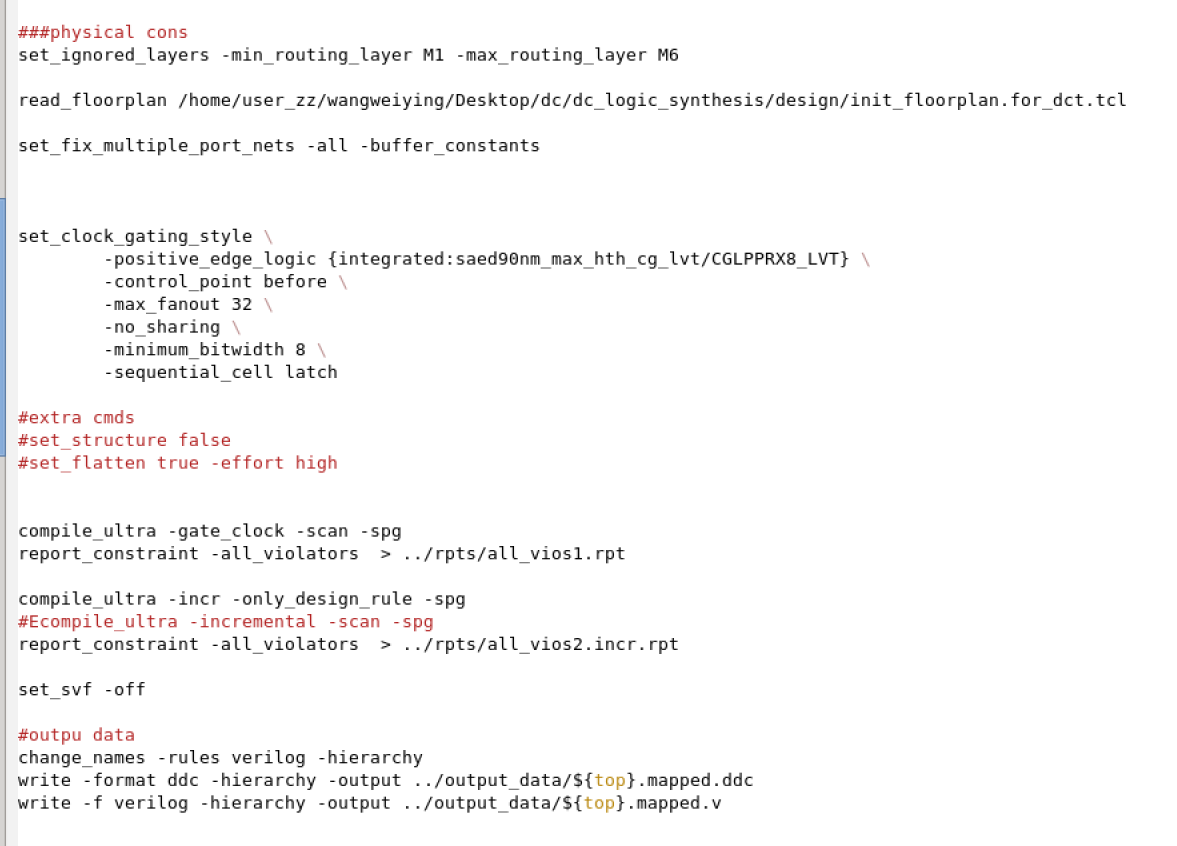 ###physical cons
set_ignored_layers -min_routing_layer M1 -max_routing_layer M6
read_floorplan /home/user_zz/wangweiying/Desktop/dc/dc_logic_synthesis/design/init_floorplan.for_dct.tcl
set_fix_multiple_port_nets -all -buffer_constants
set_clock_gating_style \
-positive_edge_logic {integrated:saed90nm_max_hth_cg_lvt/CGLPPRX8_LVT} \
-control_point before \
-max_fanout 32 \
-no_sharing \
-minimum_bitwidth 8 \
-sequential_cell latch
#extra cmds
#set_structure false
#set_flatten true -effort high
compile_ultra -gate_clock -scan -spg
report_constraint -all_violators  > ../rpts/all_vios1.rpt
compile_ultra -incr -only_design_rule -spg
#Ecompile_ultra -incremental -scan -spg
report_constraint -all_violators  > ../rpts/all_vios2.incr.rpt
set_svf -off
#outpu data
change_names -rules verilog -hierarchy
write -format ddc -hierarchy -output ../output_data/${top}.mapped.ddc
write -f verilog -hierarchy -output ../output_data/${top}.mapped.v